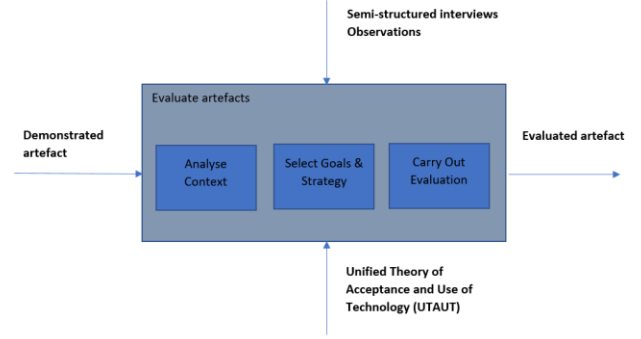 Semi-structured interviews
Observations
Evaluate artefacts
Demonstrated
artefact
Evaluated artefact
Analyse
Context
Select Goals &
Strategy
Carry Out
Evaluation
Unified Theory of
Acceptance and Use of
Technology (UTAUT)